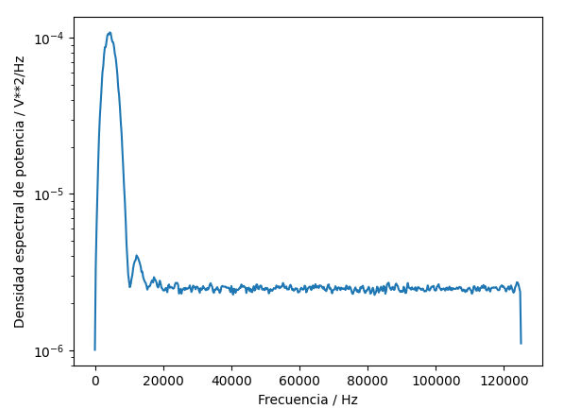 Densidad espectral de potencia / V**2/Hz
10⁻⁴
10⁻⁵
10⁻⁶
0 20000 40000 60000 80000 100000 120000
Frecuencia / Hz